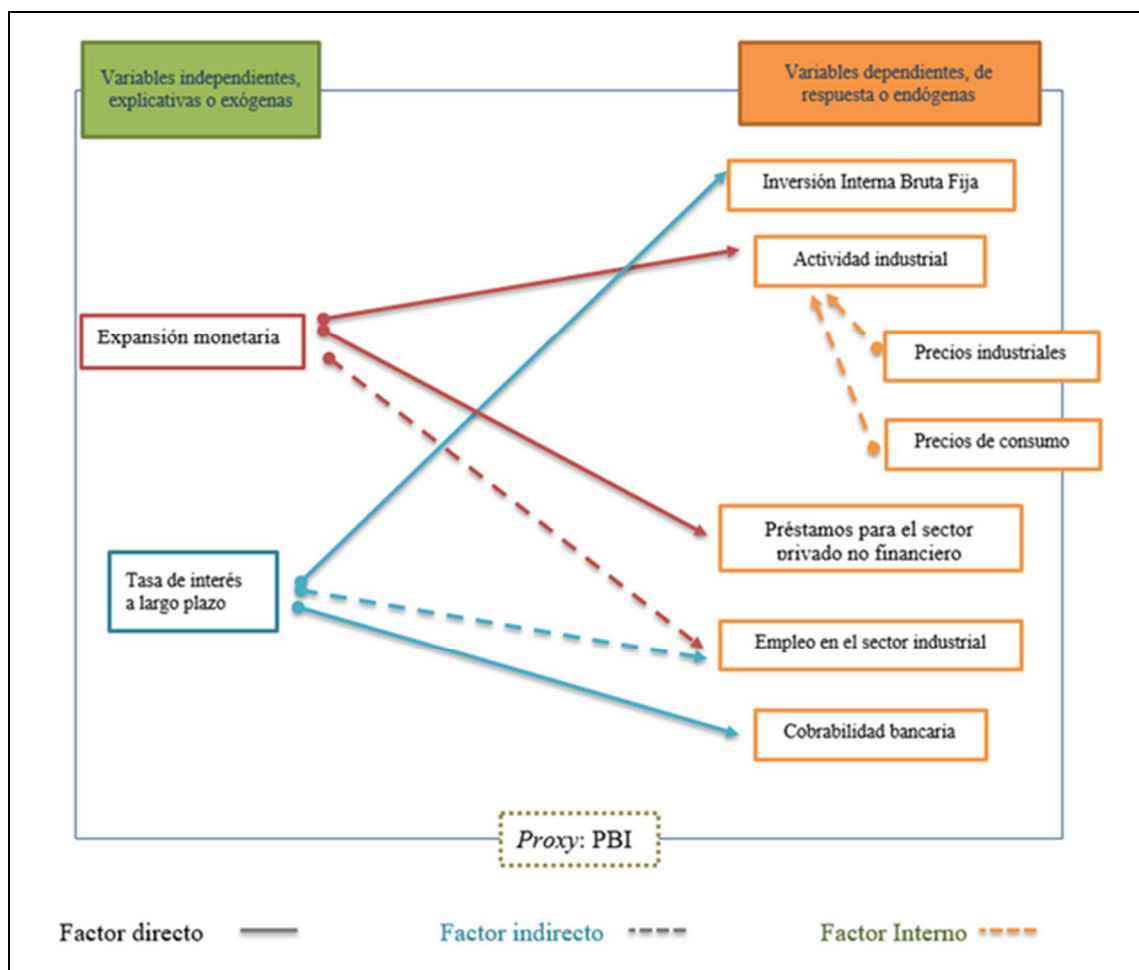 Variables independientes,
explicativas o exógenas
Variables dependientes, de
respuesta o endógenas
Inversión Interna Bruta Fija
Actividad industrial
Expansión monetaria
Precios industriales
Precios de consumo
Préstamos para el sector
privado no financiero
Tasa de interés
a largo plazo
Empleo en el sector industrial
Cobrabilidad bancaria
Proxy: PBI
Factor directo
Factor indirecto
Factor Interno